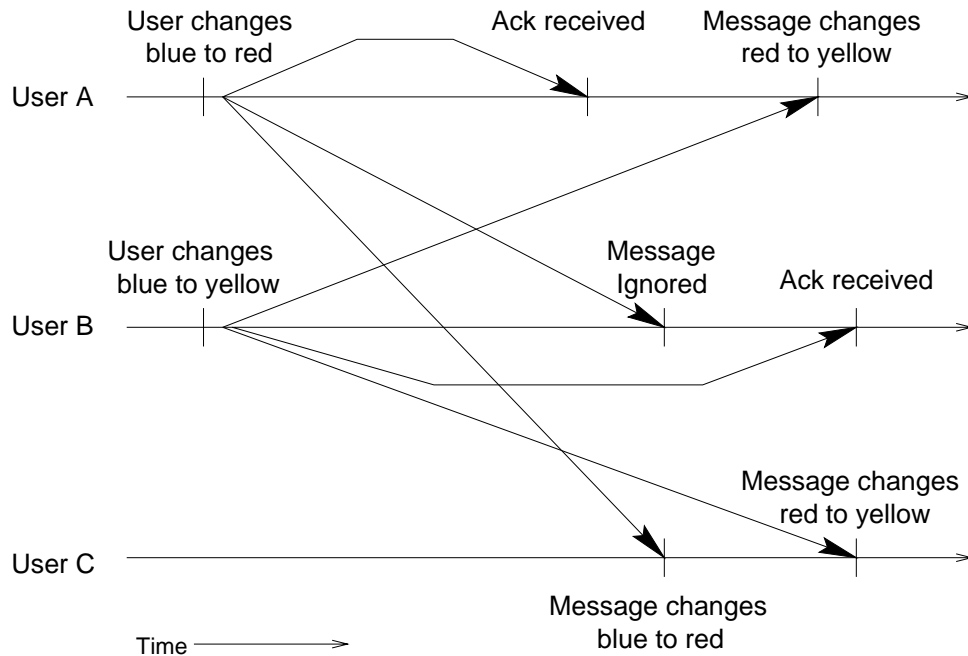 User changes
blue to red
Ack received
Message changes
red to yellow
User A
User changes
blue to yellow
Message
Ignored
Ack received
User B
Message changes
red to yellow
User C
Message changes
blue to red
Time